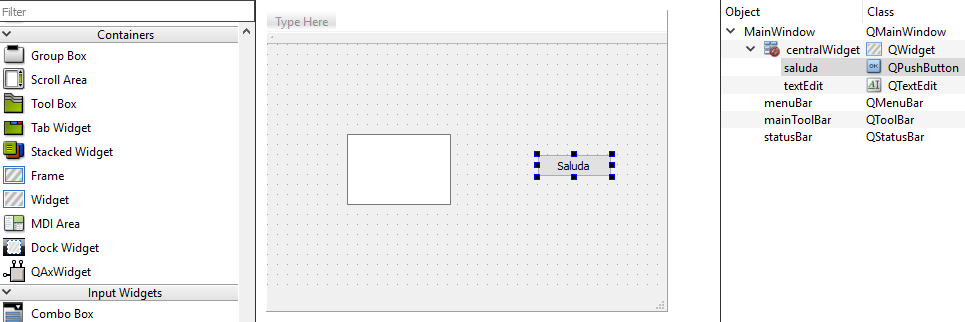 Filter
Containers
Group Box
Scroll Area
Tool Box
Tab Widget
Stacked Widget
Frame
Widget
MDI Area
Dock Widget
QAxWidget
Input Widgets
Combo Box
Type Here
Saluda
Object Class
MainWindow QMainWindow
centralWidget QWidget
saluda OK QPushButton
textEdit AI QTextEdit
menuBar QMenuBar
mainToolBar QToolBar
statusBar QStatusBar